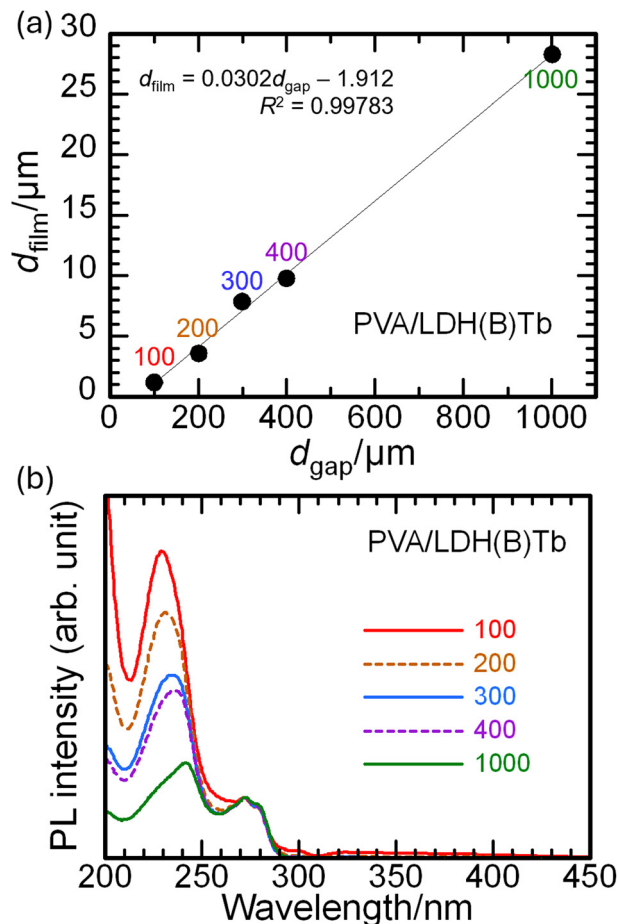 (a)
30
25
20
15
10
5
0
d_film/μm
d_film = 0.0302d_gap – 1.912
R² = 0.99783
1000
400
300
200
100
PVA/LDH(B)Tb
0 200 400 600 800 1000
d_gap/μm
(b)
PL intensity (arb. unit)
PVA/LDH(B)Tb
100
200
300
400
1000
200 250 300 350 400 450
Wavelength/nm